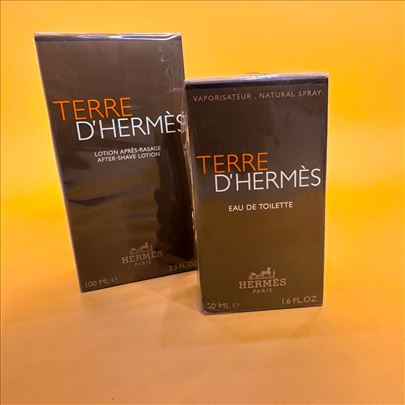 TERRE
D'HERMÈS
LOTION APRÈS-RASAGE
AFTER-SHAVE LOTION
HERMÈS
PARIS
100 ML ℮
3.3 FL.OZ
VAPORISATEUR . NATURAL SPRAY
TERRE
D'HERMÈS
EAU DE TOILETTE
HERMÈS
PARIS
50 ML ℮
1.6 FL.OZ.